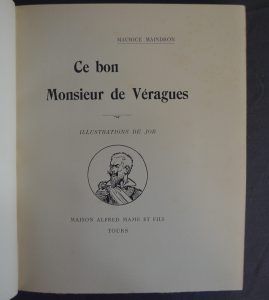 MAURICE MAINDRON
Ce bon
Monsieur de Véragues
ILLUSTRATIONS DE JOB
MAISON ALFRED MAME ET FILS
TOURS